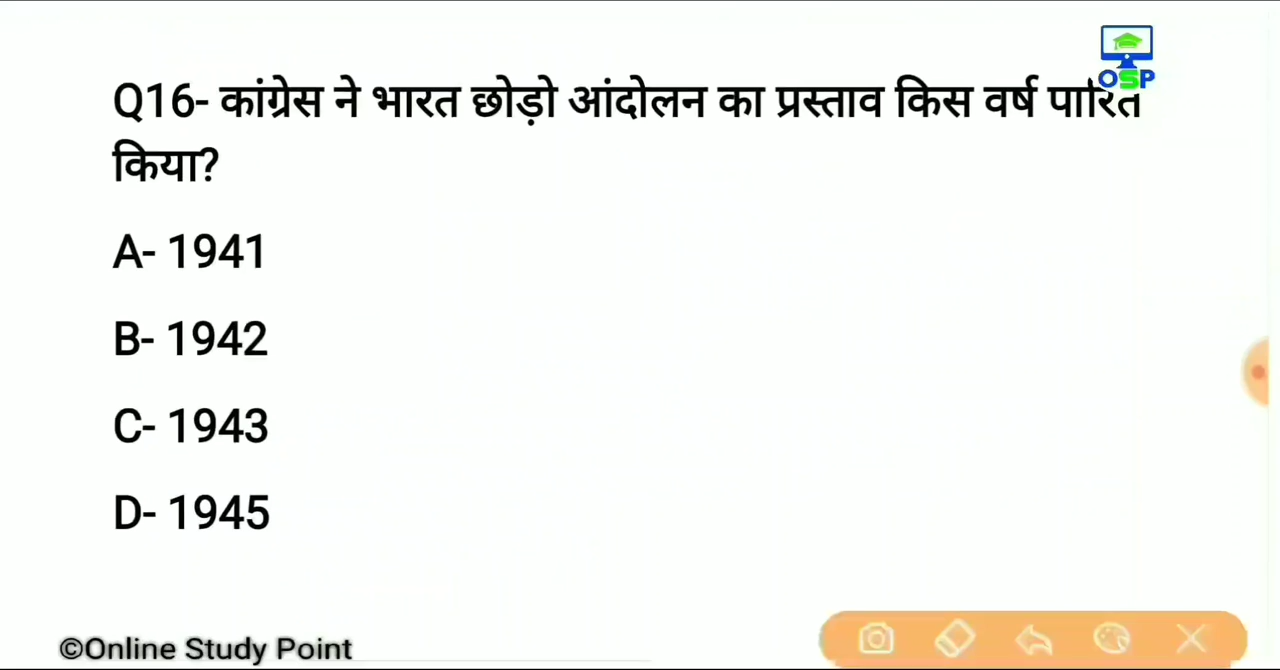 OSP
Q16- कांग्रेस ने भारत छोड़ो आंदोलन का प्रस्ताव किस वर्ष पारित
किया?
A- 1941
B- 1942
C- 1943
D- 1945
©Online Study Point